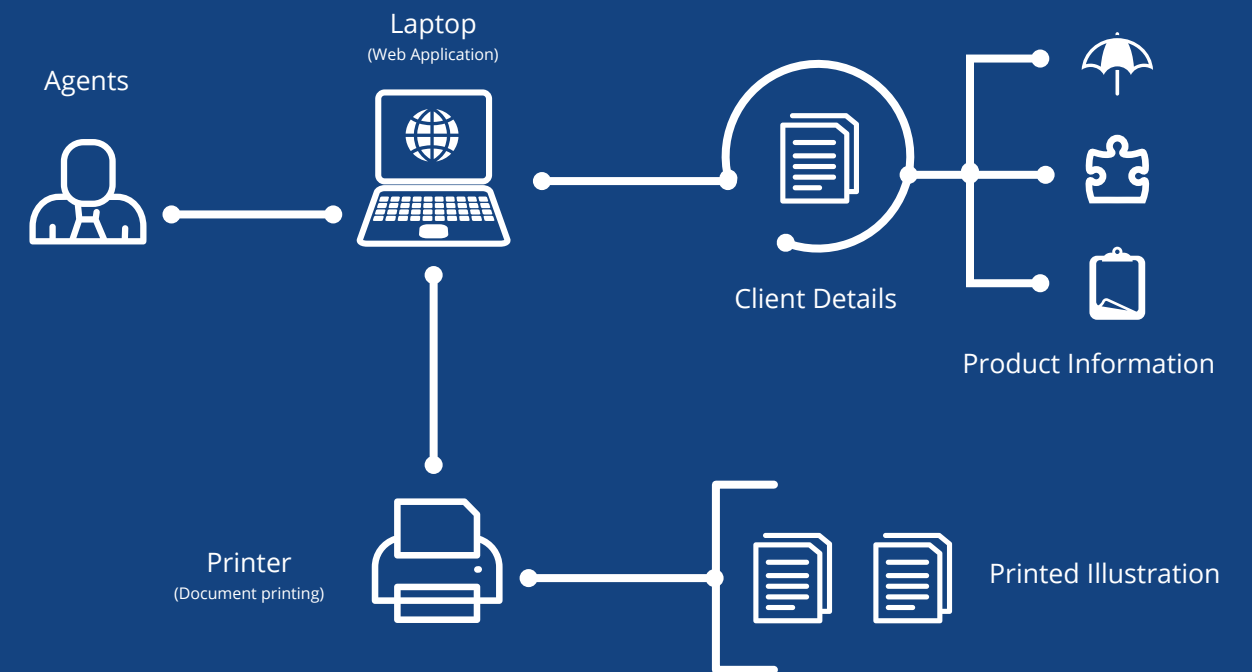 Laptop
(Web Application)
Agents
Client Details
Product Information
Printer
(Document printing)
Printed Illustration